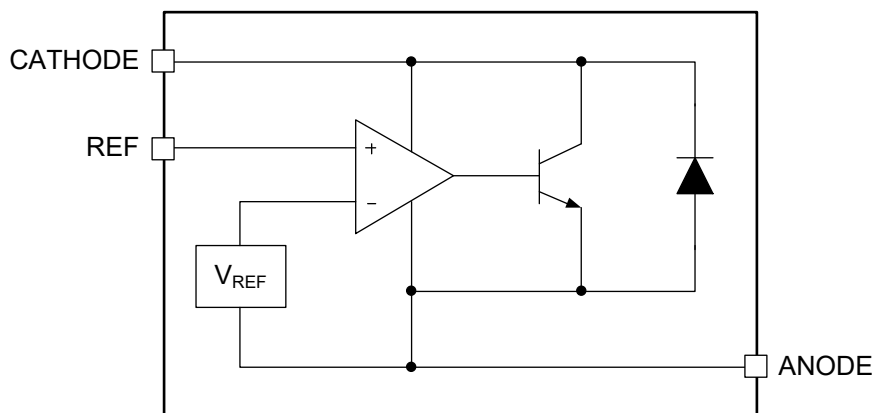 CATHODE
REF
+
−
VREF
ANODE